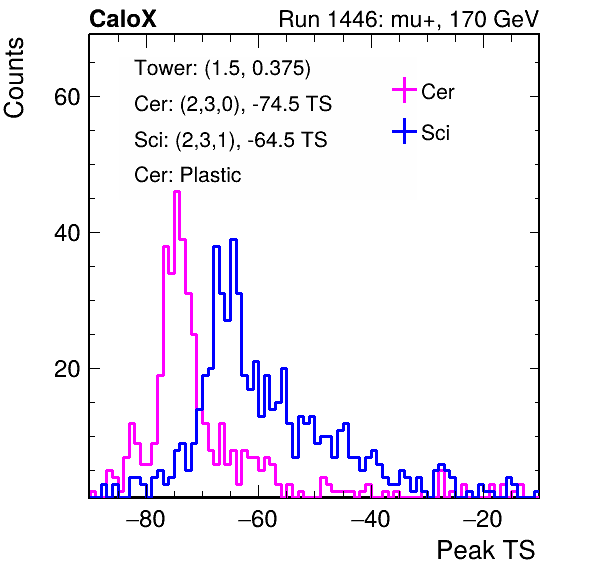 CaloX Run 1446: mu+, 170 GeV
Counts
Tower: (1.5, 0.375)
Cer: (2,3,0), -74.5 TS
Sci: (2,3,1), -64.5 TS
Cer: Plastic
Cer
Sci
60
40
20
−80 −60 −40 −20
Peak TS